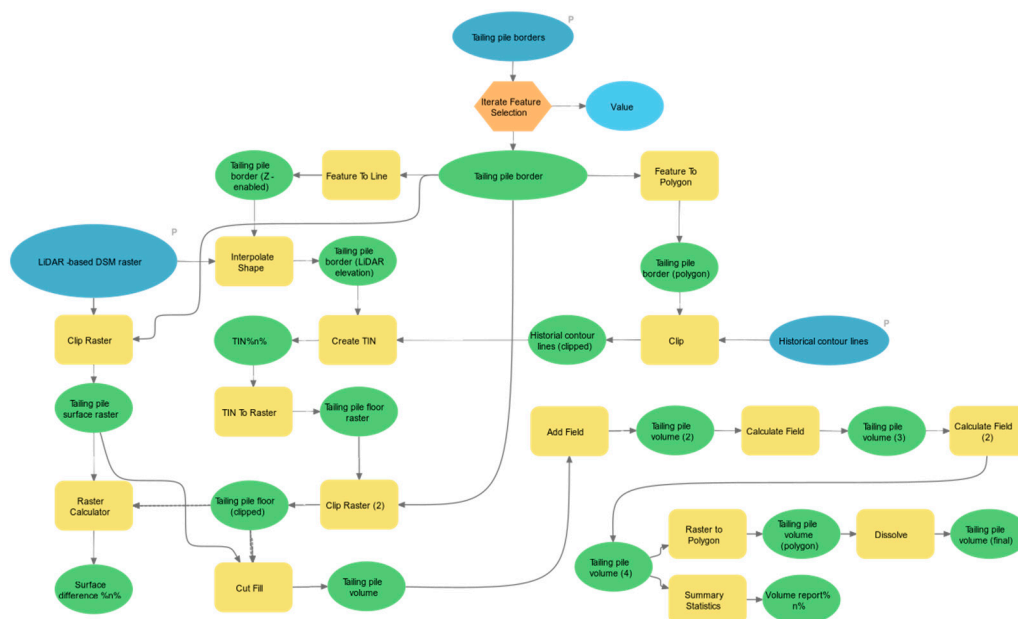 P
Tailing pile borders
Iterate Feature
Selection
Value
Tailing pile
border (Z -
enabled)
Feature To Line
Tailing pile border
Feature To
Polygon
P
LiDAR -based DSM raster
Interpolate
Shape
Tailing pile
border (LiDAR
elevation)
Tailing pile
border (polygon)
P
Clip Raster
TIN%n%
Create TIN
Historial contour
lines (clipped)
Clip
Historical contour lines
Tailing pile
surface raster
TIN To Raster
Tailing pile floor
raster
Add Field
Tailing pile
volume (2)
Calculate Field
Tailing pile
volume (3)
Calculate Field
(2)
Raster
Calculator
Tailing pile floor
(clipped)
Clip Raster (2)
Raster to
Polygon
Tailing pile
volume
(polygon)
Dissolve
Tailing pile
volume (final)
Surface
difference %n%
Cut Fill
Tailing pile
volume
Tailing pile
volume (4)
Summary
Statistics
Volume report%
n%